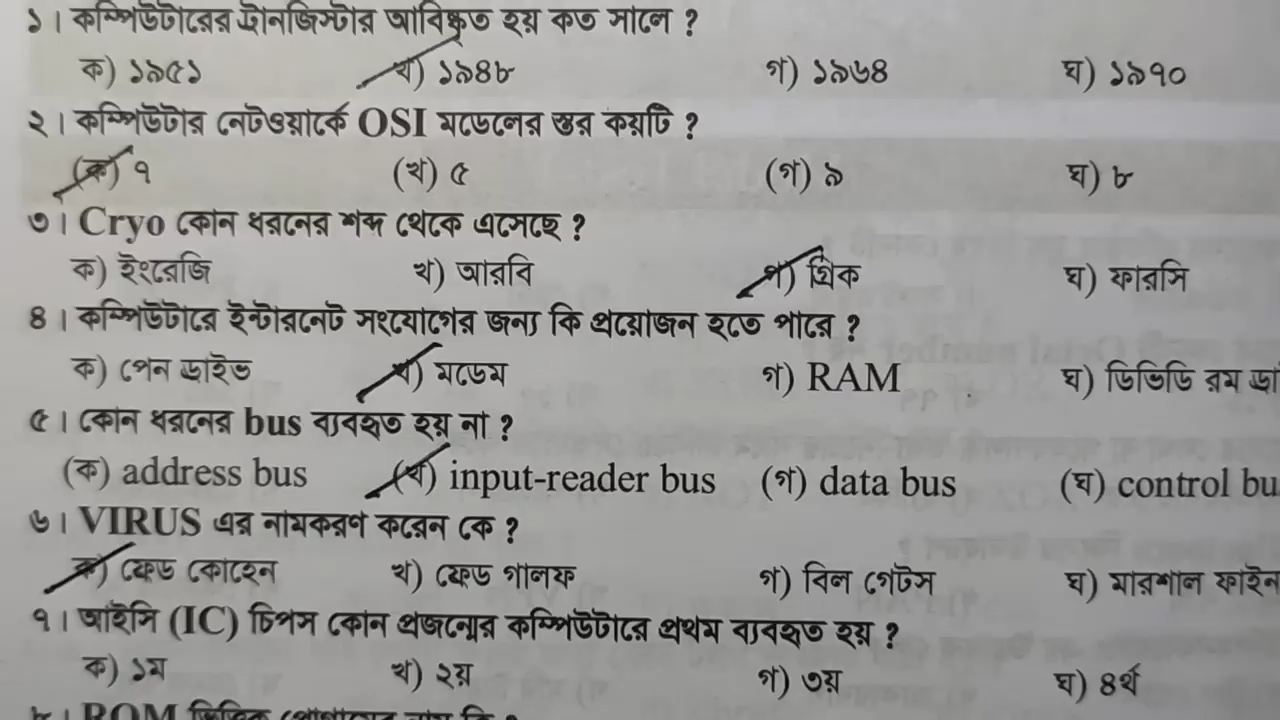 ১। কম্পিউটারের ট্রানজিস্টার আবিষ্কৃত হয় কত সালে ?
ক) ১৯৫১ খ) ১৯৪৮ গ) ১৯৬৪ ঘ) ১৯৭০
২। কম্পিউটার নেটওয়ার্কে OSI মডেলের স্তর কয়টি ?
(ক) ৭ (খ) ৫ (গ) ৯ ঘ) ৮
৩। Cryo কোন ধরনের শব্দ থেকে এসেছে ?
ক) ইংরেজি খ) আরবি গ) গ্রিক ঘ) ফারসি
৪। কম্পিউটারে ইন্টারনেট সংযোগের জন্য কি প্রয়োজন হতে পারে ?
ক) পেন ড্রাইভ খ) মডেম গ) RAM ঘ) ডিভিডি রম
৫। কোন ধরনের bus ব্যবহৃত হয় না ?
(ক) address bus (খ) input-reader bus (গ) data bus (ঘ) control bu
৬। VIRUS এর নামকরণ করেন কে ?
ক) ফ্রেড কোহেন খ) ফ্রেড গালফ গ) বিল গেটস ঘ) মারশাল ফাইন
৭। আইসি (IC) চিপস কোন প্রজন্মের কম্পিউটারে প্রথম ব্যবহৃত হয় ?
ক) ১ম খ) ২য় গ) ৩য় ঘ) ৪র্থ
৮। ROM